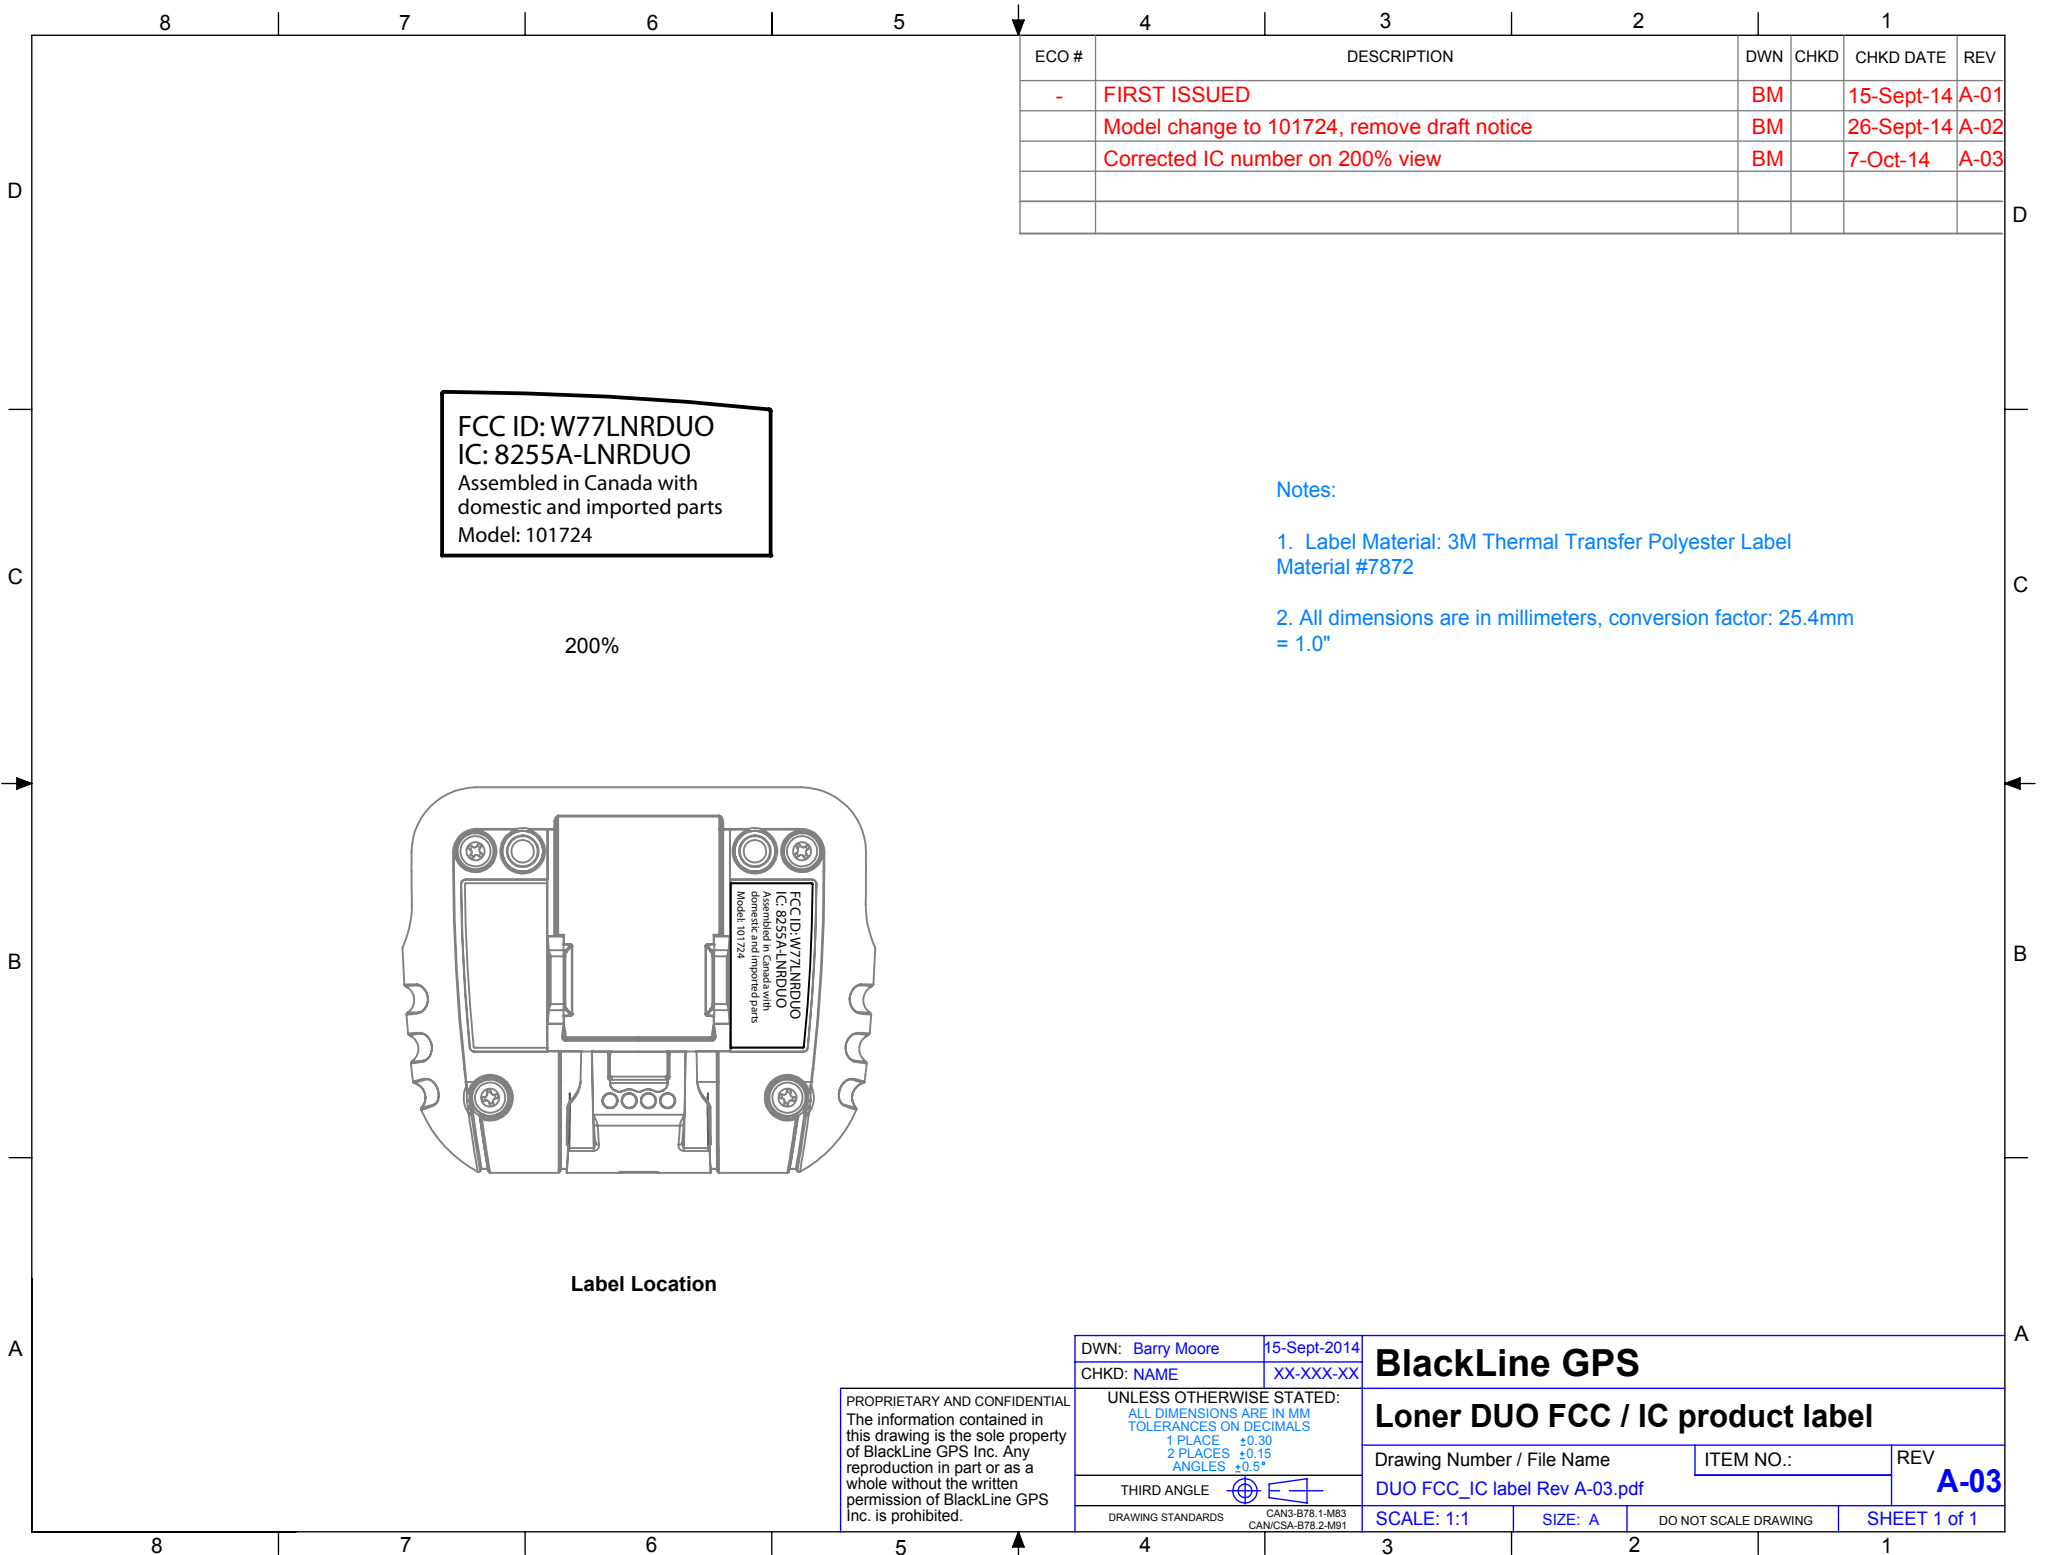 8 7 6 5 4 3 2 1
ECO # DESCRIPTION DWN CHKD CHKD DATE REV
- FIRST ISSUED BM 15-Sept-14 A-01
Model change to 101724, remove draft notice BM 26-Sept-14 A-02
Corrected IC number on 200% view BM 7-Oct-14 A-03
D D
FCC ID: W77LNRDUO
IC: 8255A-LNRDUO
Assembled in Canada with
domestic and imported parts
Model: 101724
200%
Notes:
1. Label Material: 3M Thermal Transfer Polyester Label
Material #7872
2. All dimensions are in millimeters, conversion factor: 25.4mm
= 1.0"
C C
FCC ID: W77LNRDUO
IC: 8255A-LNRDUO
Assembled in Canada with
domestic and imported parts
Model: 101724
B B
Label Location
A A
PROPRIETARY AND CONFIDENTIAL
The information contained in
this drawing is the sole property
of BlackLine GPS Inc. Any
reproduction in part or as a
whole without the written
permission of BlackLine GPS
Inc. is prohibited.
DWN: Barry Moore 15-Sept-2014
CHKD: NAME XX-XXX-XX
UNLESS OTHERWISE STATED:
ALL DIMENSIONS ARE IN MM
TOLERANCES ON DECIMALS
1 PLACE ±0.30
2 PLACES ±0.15
ANGLES ±0.5°
THIRD ANGLE
DRAWING STANDARDS CAN3-B78.1-M83
CAN/CSA-B78.2-M91
BlackLine GPS
Loner DUO FCC / IC product label
Drawing Number / File Name ITEM NO.: REV
DUO FCC_IC label Rev A-03.pdf A-03
SCALE: 1:1 SIZE: A DO NOT SCALE DRAWING SHEET 1 of 1
8 7 6 5 4 3 2 1